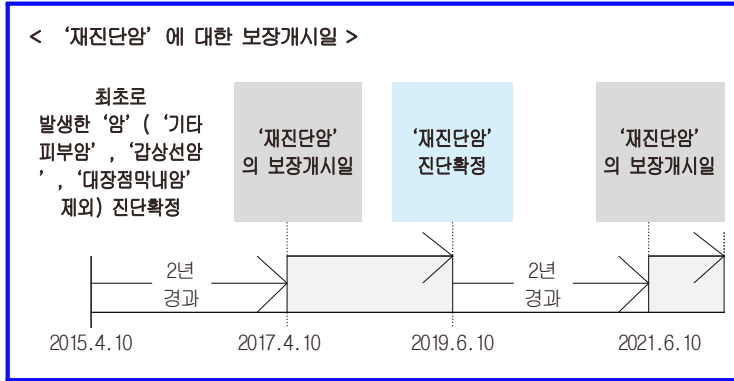 < ‘재진단암’ 에 대한 보장개시일 >
최초로
발생한 ‘암’ ( ‘기타
피부암’ , ‘갑상선암
’ , ‘대장점막내암’
제외) 진단확정
‘재진단암’
의 보장개시일
‘재진단암’
진단확정
‘재진단암’
의 보장개시일
2년
경과
2년
경과
2015.4.10
2017.4.10
2019.6.10
2021.6.10